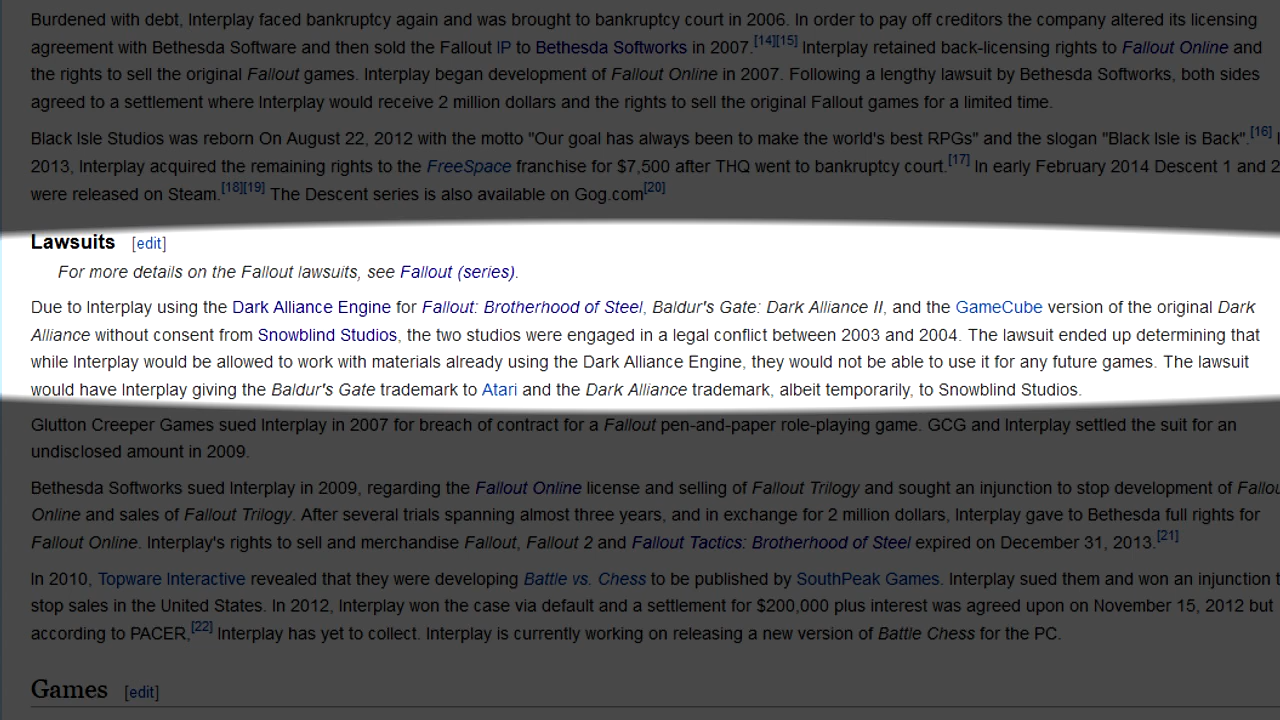 Burdened with debt, Interplay faced bankruptcy again and was brought to bankruptcy court in 2006. In order to pay off creditors the company altered its licensing
agreement with Bethesda Software and then sold the Fallout IP to Bethesda Softworks in 2007.[14][15] Interplay retained back-licensing rights to Fallout Online and
the rights to sell the original Fallout games. Interplay began development of Fallout Online in 2007. Following a lengthy lawsuit by Bethesda Softworks, both sides
agreed to a settlement where Interplay would receive 2 million dollars and the rights to sell the original Fallout games for a limited time.
Black Isle Studios was reborn On August 22, 2012 with the motto "Our goal has always been to make the world's best RPGs" and the slogan "Black Isle is Back".[16]
2013, Interplay acquired the remaining rights to the FreeSpace franchise for $7,500 after THQ went to bankruptcy court.[17] In early February 2014 Descent 1 and 2
were released on Steam.[18][19] The Descent series is also available on Gog.com[20]
Lawsuits [edit]
For more details on the Fallout lawsuits, see Fallout (series).
Due to Interplay using the Dark Alliance Engine for Fallout: Brotherhood of Steel, Baldur's Gate: Dark Alliance II, and the GameCube version of the original Dark
Alliance without consent from Snowblind Studios, the two studios were engaged in a legal conflict between 2003 and 2004. The lawsuit ended up determining that
while Interplay would be allowed to work with materials already using the Dark Alliance Engine, they would not be able to use it for any future games. The lawsuit
would have Interplay giving the Baldur's Gate trademark to Atari and the Dark Alliance trademark, albeit temporarily, to Snowblind Studios.
Glutton Creeper Games sued Interplay in 2007 for breach of contract for a Fallout pen-and-paper role-playing game. GCG and Interplay settled the suit for an
undisclosed amount in 2009.
Bethesda Softworks sued Interplay in 2009, regarding the Fallout Online license and selling of Fallout Trilogy and sought an injunction to stop development of Fallou
Online and sales of Fallout Trilogy. After several trials spanning almost three years, and in exchange for 2 million dollars, Interplay gave to Bethesda full rights for
Fallout Online. Interplay's rights to sell and merchandise Fallout, Fallout 2 and Fallout Tactics: Brotherhood of Steel expired on December 31, 2013.[21]
In 2010, Topware Interactive revealed that they were developing Battle vs. Chess to be published by SouthPeak Games. Interplay sued them and won an injunction t
stop sales in the United States. In 2012, Interplay won the case via default and a settlement for $200,000 plus interest was agreed upon on November 15, 2012 but
according to PACER,[22] Interplay has yet to collect. Interplay is currently working on releasing a new version of Battle Chess for the PC.
Games [edit]